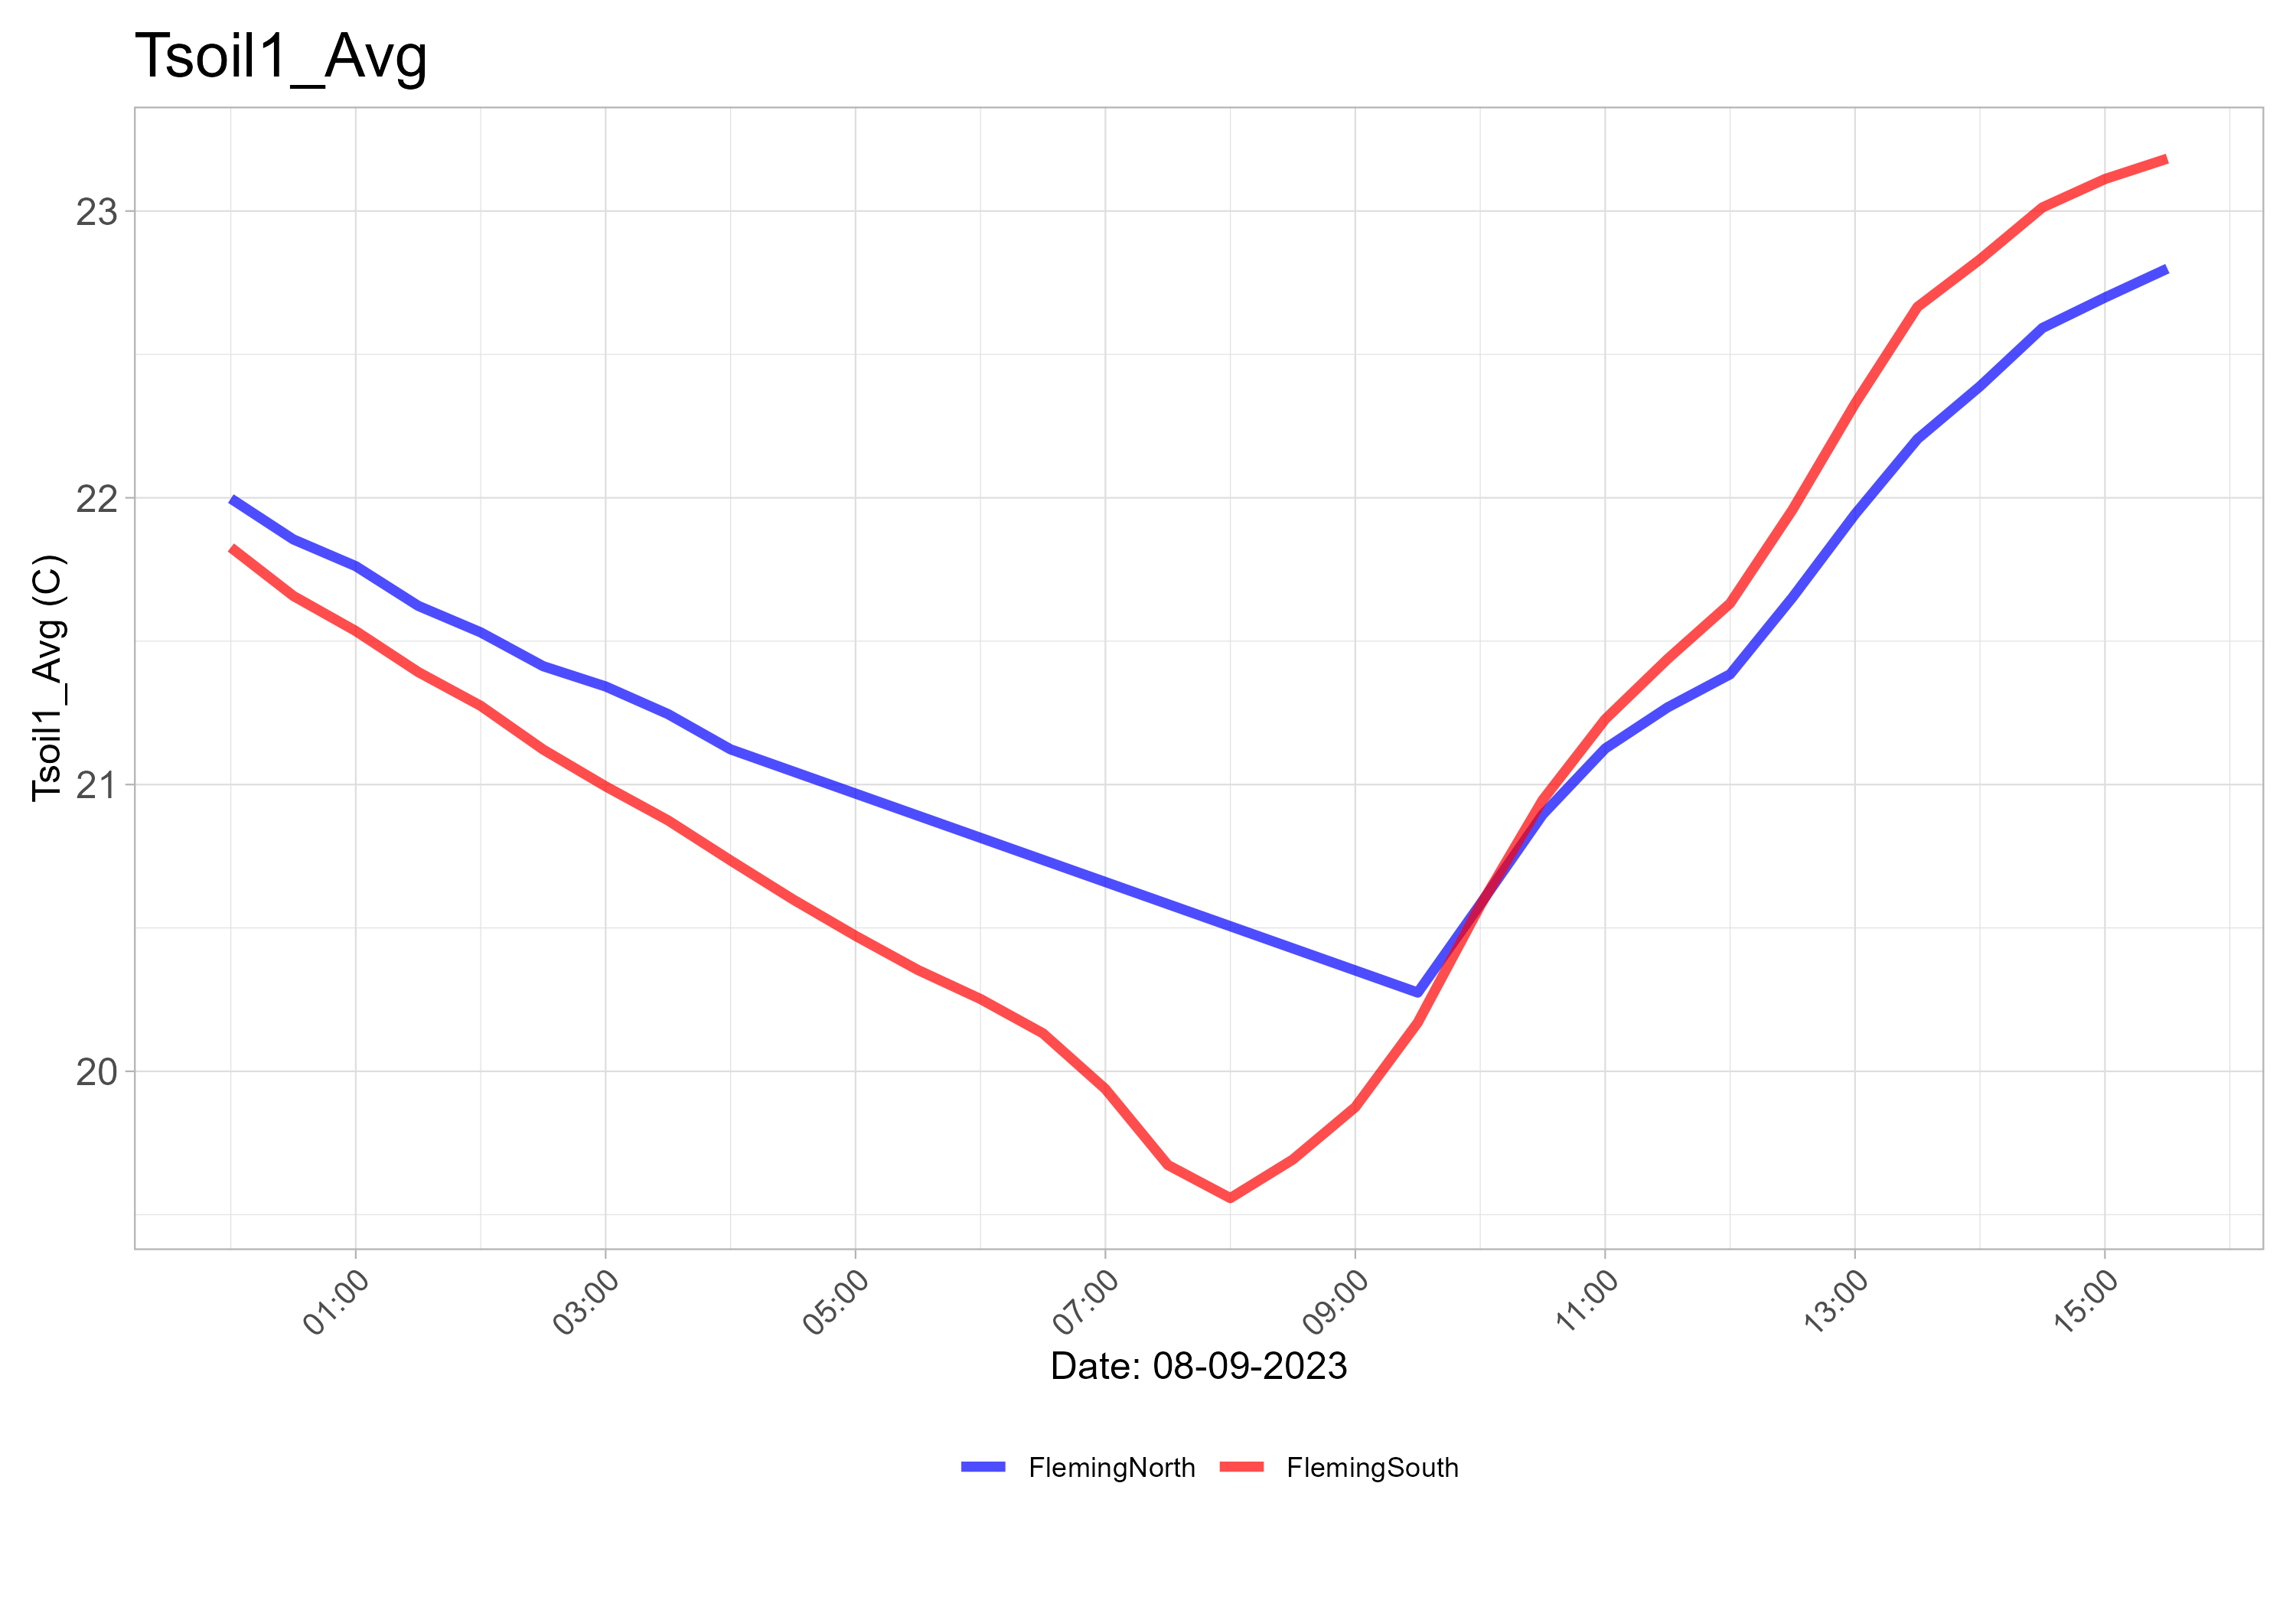 Tsoil1_Avg
Tsoil1_Avg (C)
23
22
21
20
01:00 03:00 05:00 07:00 09:00 11:00 13:00 15:00
Date: 08-09-2023
FlemingNorth FlemingSouth